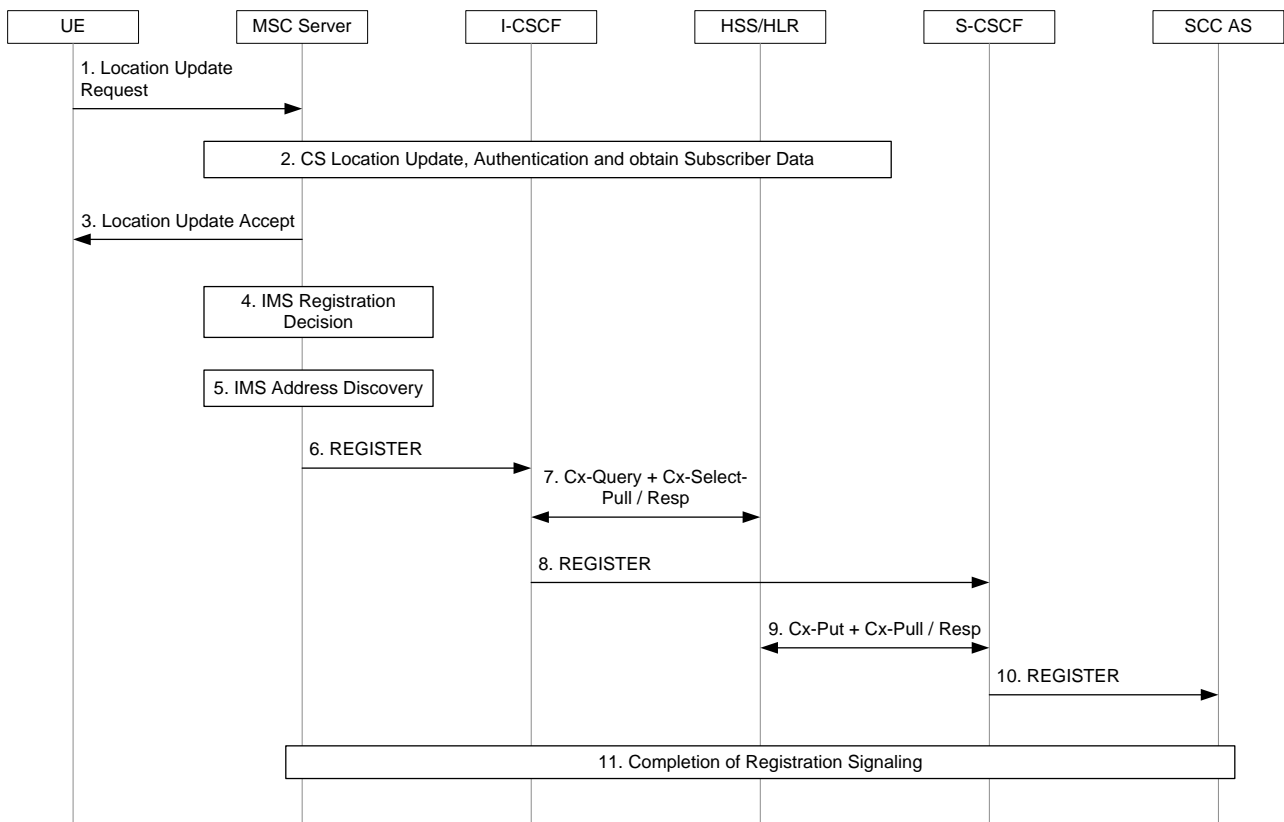 UE
MSC Server
I-CSCF
HSS/HLR
S-CSCF
SCC AS
1. Location Update
Request
2. CS Location Update, Authentication and obtain Subscriber Data
3. Location Update Accept
4. IMS Registration
Decision
5. IMS Address Discovery
6. REGISTER
7. Cx-Query + Cx-Select-
Pull / Resp
8. REGISTER
9. Cx-Put + Cx-Pull / Resp
10. REGISTER
11. Completion of Registration Signaling